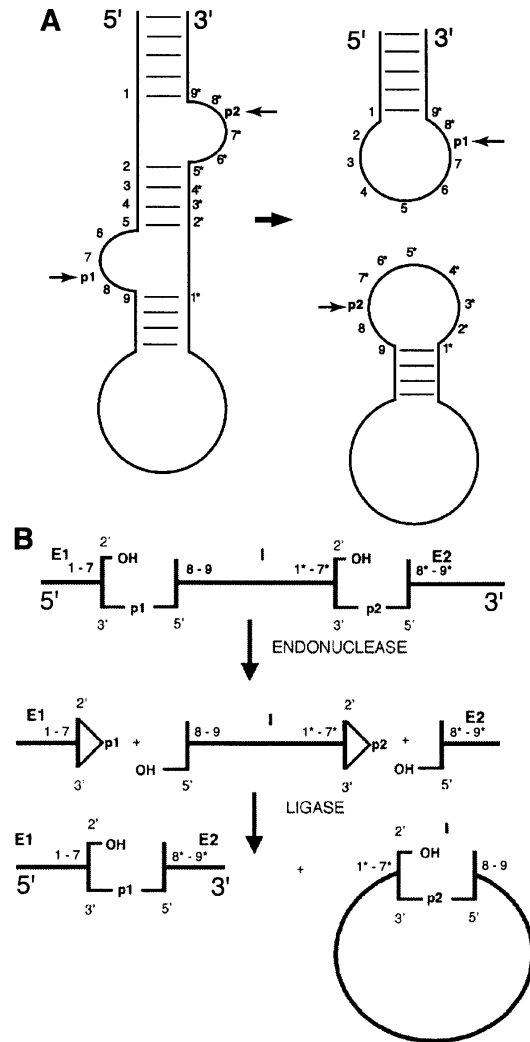 A
5' 3'
5' 3'
1 9* 8*
p2
7*
6*
2 5*
3 4*
4 3*
5 2*
6
7
p1
8
9 1*
1 9*
2 8*
p1
3 7
4 6
5
5*
6* 4*
7*
p2 3*
8 2*
9 1*
B
E1 2' I 2' E2
1 - 7 OH 8 - 9 1* - 7* OH 8* - 9*
5' p1 p2 3'
3' 5' 3' 5'
ENDONUCLEASE
E1 2' I 2' E2
1 - 7 p1 + 8 - 9 1* - 7* p2 + 8* - 9*
OH OH
3' 5' 3' 5'
LIGASE
E1 2' E2 I
1 - 7 OH 8* - 9* 2'
5' p1 3' + 1* - 7* OH 8 - 9
3' 5' p2
3' 5'